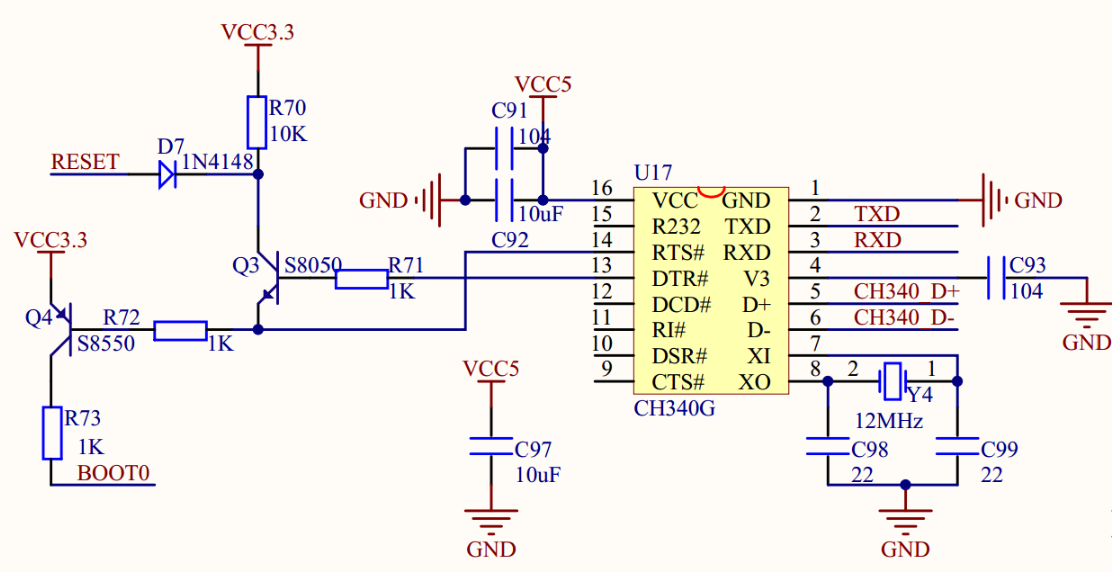 VCC3.3
R70
10K
D7
1N4148
RESET
VCC5
C91
104
GND
10uF
C92
U17
16 VCC GND 1
15 R232 TXD 2 TXD
14 RTS# RXD 3 RXD
13 DTR# V3 4
12 DCD# D+ 5 CH340_D+
11 RI# D- 6 CH340_D-
10 DSR# XI 7
9 CTS# XO 8
CH340G
GND
C93
104
GND
2 1
Y4
12MHz
C98
22
C99
22
GND
VCC3.3
Q3
S8050
R71
1K
Q4
S8550
R72
1K
R73
1K
BOOT0
VCC5
C97
10uF
GND